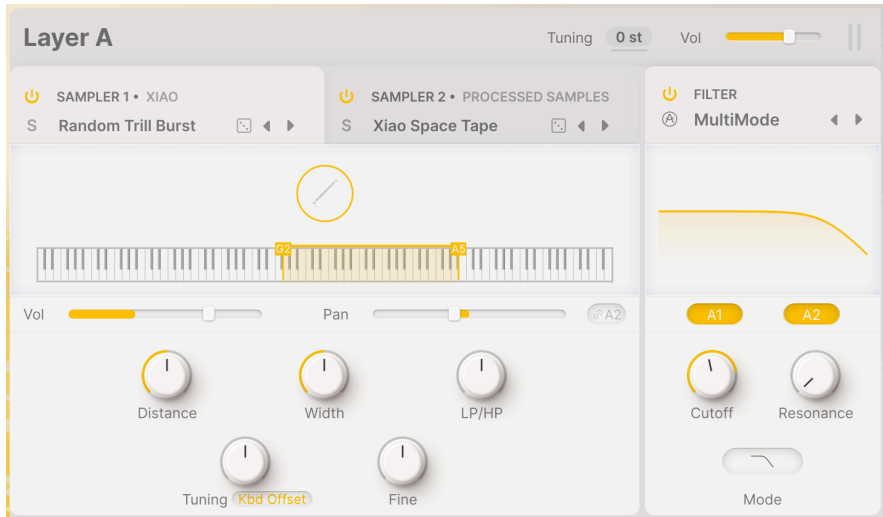 Layer A
Tuning 0 st Vol
SAMPLER 1 • XIAO
S Random Trill Burst
SAMPLER 2 • PROCESSED SAMPLES
S Xiao Space Tape
FILTER
A MultiMode
G2 A5
Vol Pan A2
A1 A2
Distance Width LP/HP
Cutoff Resonance
Tuning Kbd Offset Fine
Mode